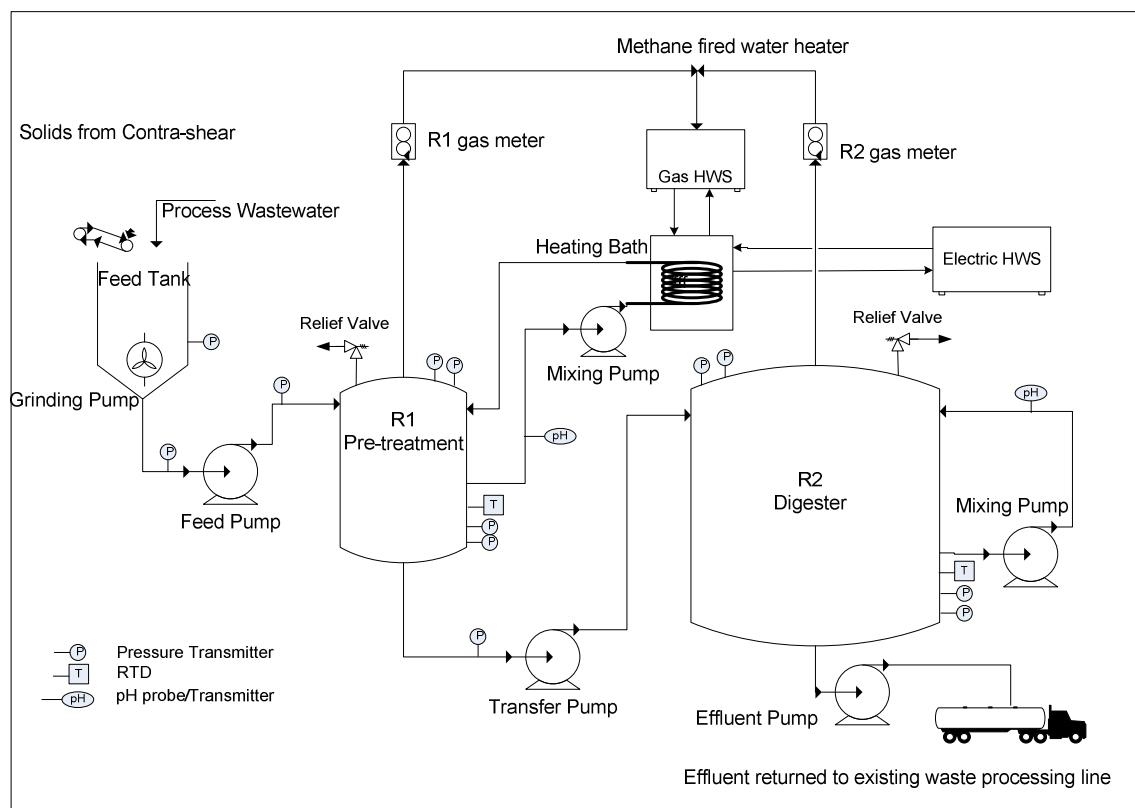 Methane fired water heater
Solids from Contra-shear
R1 gas meter
R2 gas meter
Gas HWS
Process Wastewater
Heating Bath
Electric HWS
Feed Tank
Relief Valve
Relief Valve
P
P
P
P
P
P
Mixing Pump
Grinding Pump
P
pH
R1
Pre-treatment
pH
P
R2
Digester
T
Feed Pump
Mixing Pump
P
P
T
P
P
P
Pressure Transmitter
P
T
RTD
pH
pH probe/Transmitter
Transfer Pump
Effluent Pump
Effluent returned to existing waste processing line